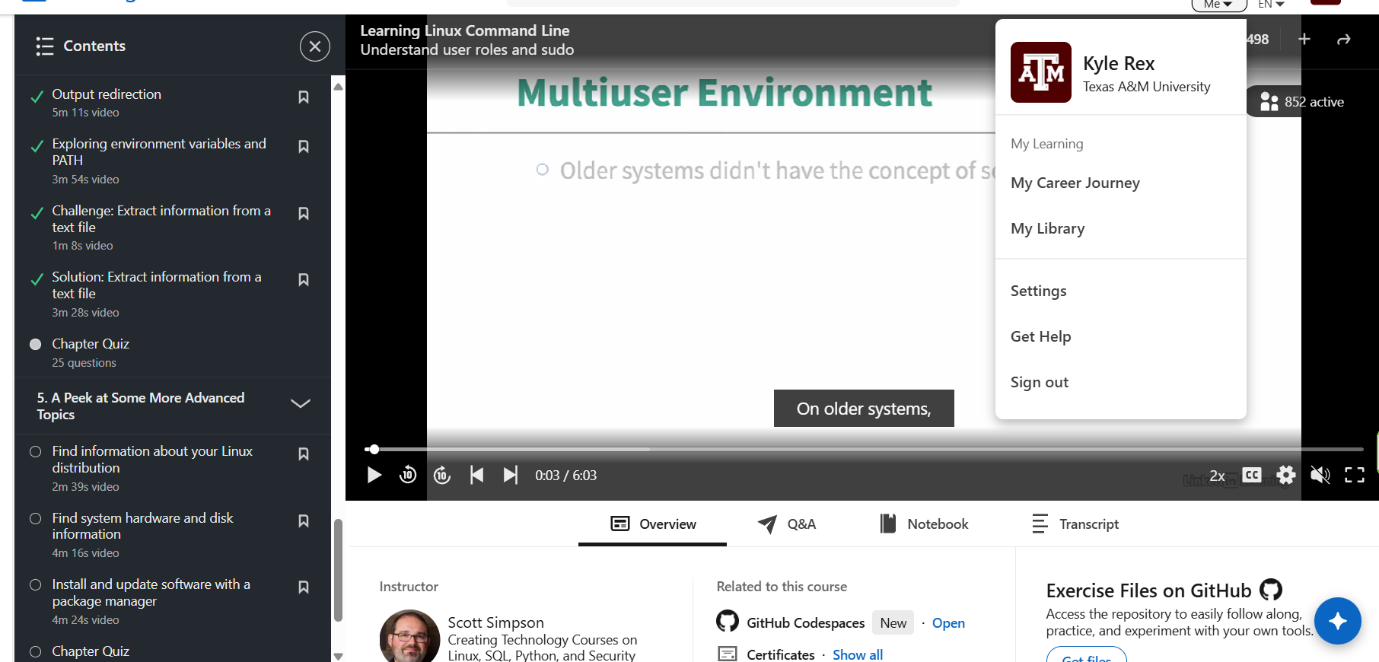 Me
EN
Contents
Output redirection
5m 11s video
Exploring environment variables and
PATH
3m 54s video
Challenge: Extract information from a
text file
1m 8s video
Solution: Extract information from a
text file
3m 28s video
Chapter Quiz
25 questions
5. A Peek at Some More Advanced
Topics
Find information about your Linux
distribution
2m 39s video
Find system hardware and disk
information
4m 16s video
Install and update software with a
package manager
4m 24s video
Chapter Quiz
Learning Linux Command Line
Understand user roles and sudo
498
852 active
Multiuser Environment
Older systems didn't have the concept of
On older systems,
10
10
0:03 / 6:03
2x
CC
ATM
Kyle Rex
Texas A&M University
My Learning
My Career Journey
My Library
Settings
Get Help
Sign out
Overview
Q&A
Notebook
Transcript
Instructor
Scott Simpson
Creating Technology Courses on
Linux, SQL, Python, and Security
Related to this course
GitHub Codespaces New · Open
Certificates · Show all
Exercise Files on GitHub
Access the repository to easily follow along,
practice, and experiment with your own tools.
Get files